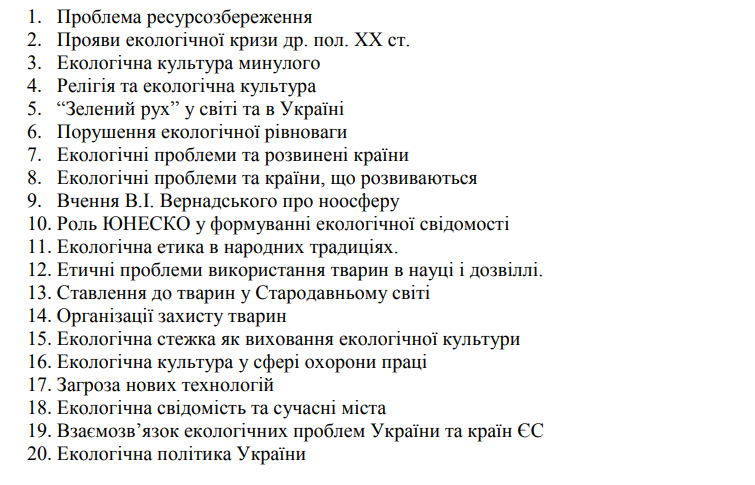 1. Проблема ресурсозбереження
2. Прояви екологічної кризи др. пол. ХХ ст.
3. Екологічна культура минулого
4. Релігія та екологічна культура
5. “Зелений рух” у світі та в Україні
6. Порушення екологічної рівноваги
7. Екологічні проблеми та розвинені країни
8. Екологічні проблеми та країни, що розвиваються
9. Вчення В.І. Вернадського про ноосферу
10. Роль ЮНЕСКО у формуванні екологічної свідомості
11. Екологічна етика в народних традиціях.
12. Етичні проблеми використання тварин в науці і дозвіллі.
13. Ставлення до тварин у Стародавньому світі
14. Організації захисту тварин
15. Екологічна стежка як виховання екологічної культури
16. Екологічна культура у сфері охорони праці
17. Загроза нових технологій
18. Екологічна свідомість та сучасні міста
19. Взаємозв’язок екологічних проблем України та країн ЄС
20. Екологічна політика України